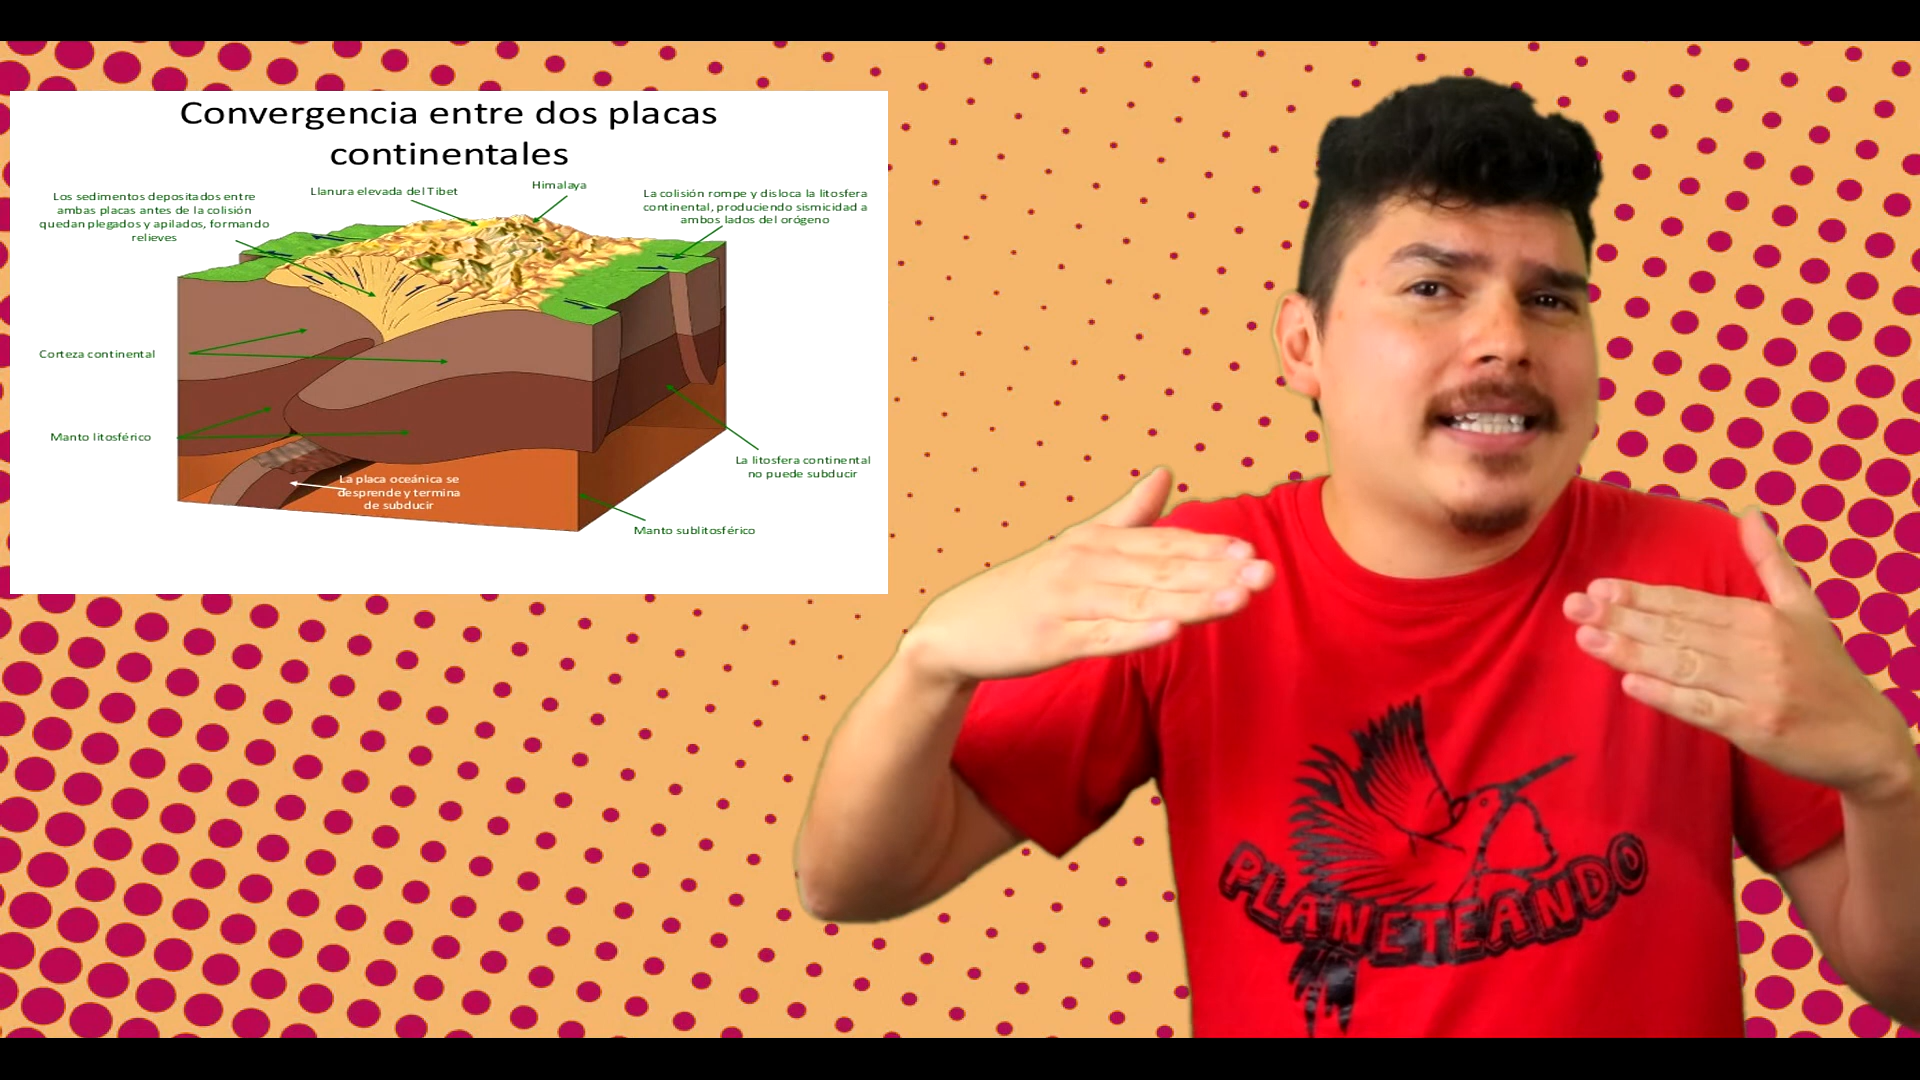 Convergencia entre dos placas
continentales
Los sedimentos depositados entre
ambas placas antes de la colisión
quedan plegados y apilados, formando
relieves
Llanura elevada del Tibet
Himalaya
La colisión rompe y disloca la litosfera
continental, produciendo sismicidad a
ambos lados del orógeno
Corteza continental
Manto litosférico
La placa oceánica se
desprende y termina
de subducir
La litosfera continental
no puede subducir
Manto sublitosférico
PLANETEANDO